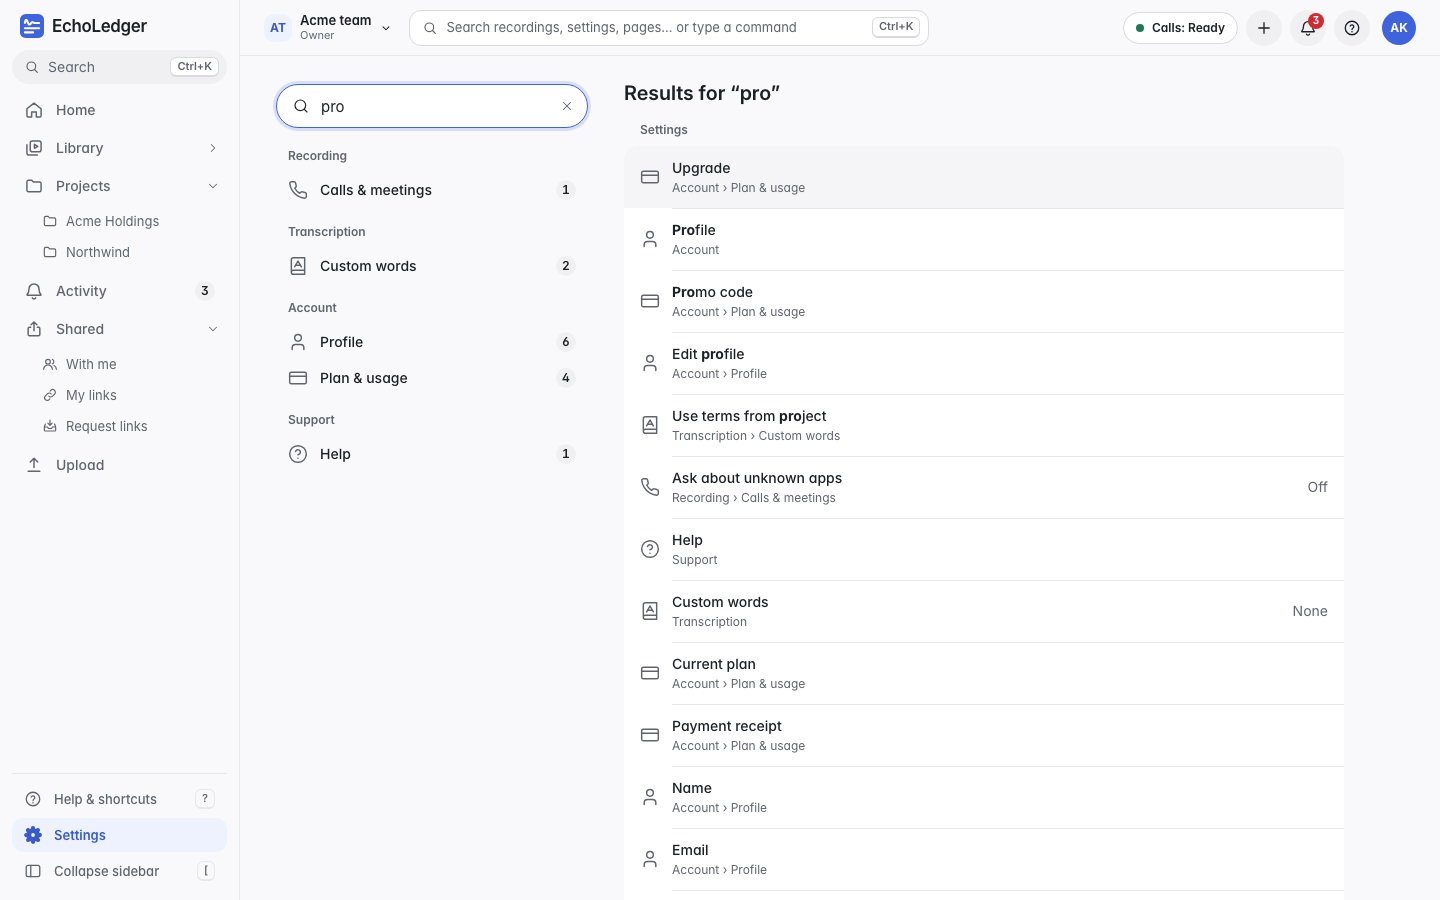 EchoLedger
Search Ctrl+K
Home
Library
Projects
Acme Holdings
Northwind
Activity 3
Shared
With me
My links
Request links
Upload
Help & shortcuts ?
Settings
Collapse sidebar [
AT Acme team
Owner
Search recordings, settings, pages... or type a command Ctrl+K
Calls: Ready
3
AK
pro
Recording
Calls & meetings 1
Transcription
Custom words 2
Account
Profile 6
Plan & usage 4
Support
Help 1
Results for “pro”
Settings
Upgrade
Account › Plan & usage
Profile
Account
Promo code
Account › Plan & usage
Edit profile
Account › Profile
Use terms from project
Transcription › Custom words
Ask about unknown apps Off
Recording › Calls & meetings
Help
Support
Custom words None
Transcription
Current plan
Account › Plan & usage
Payment receipt
Account › Plan & usage
Name
Account › Profile
Email
Account › Profile